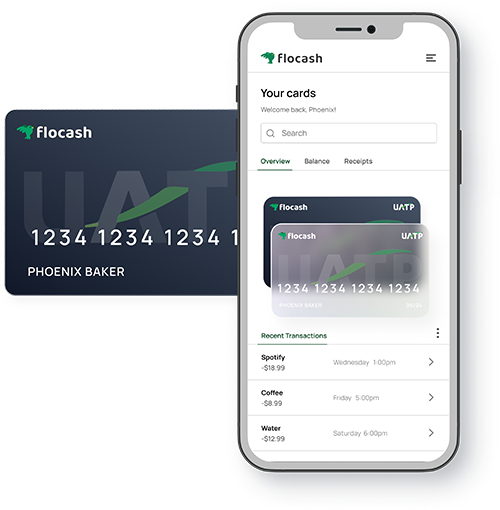 flocash
UATP
1234 1234 1234 1
PHOENIX BAKER
flocash
Your cards
Welcome back, Phoenix!
Search
Overview Balance Receipts
flocash UATP
flocash UATP
UATP
1234 1234 1234 1234
PHOENIX BAKER
Recent Transactions
Spotify
-$18.99 Wednesday 1:00pm
Coffee
-$8.99 Friday 5:00pm
Water
-$12.99 Saturday 6:00pm